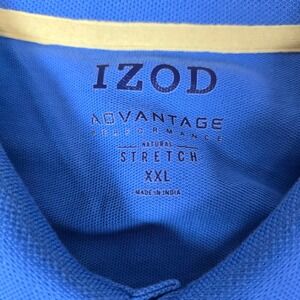 IZOD
ADVANTAGE
PERFORMANCE
NATURAL
STRETCH
XXL
MADE IN INDIA